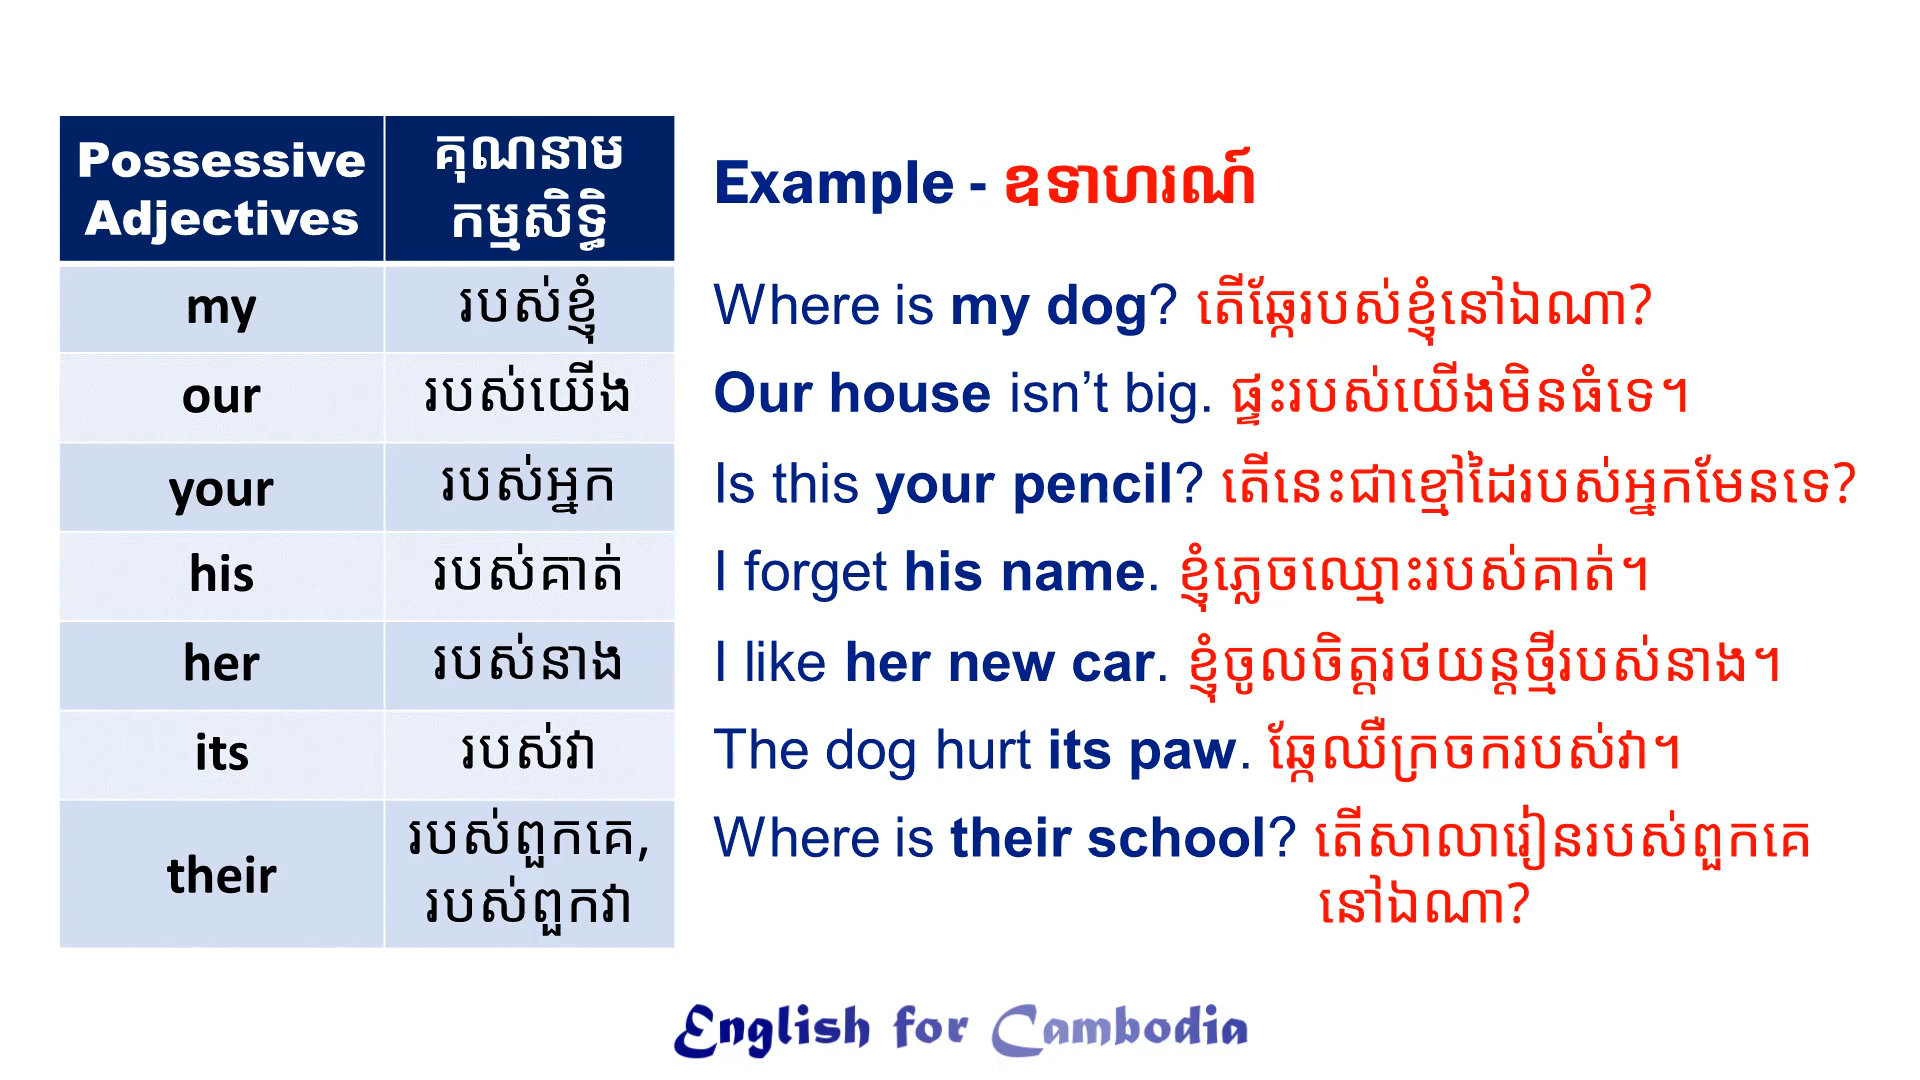 Possessive
Adjectives
គុណនាម
កម្មសិទ្ធិ
my
របស់ខ្ញុំ
our
របស់យើង
your
របស់អ្នក
his
របស់គាត់
her
របស់នាង
its
របស់វា
their
របស់ពួកគេ,
របស់ពួកវា
Example - ឧទាហរណ៍
Where is my dog? តើឆ្កែរបស់ខ្ញុំនៅឯណា?
Our house isn’t big. ផ្ទះរបស់យើងមិនធំទេ។
Is this your pencil? តើនេះជាខ្មៅដៃរបស់អ្នកមែនទេ?
I forget his name. ខ្ញុំភ្លេចឈ្មោះរបស់គាត់។
I like her new car. ខ្ញុំចូលចិត្តរថយន្តថ្មីរបស់នាង។
The dog hurt its paw. ឆ្កែឈឺក្រចករបស់វា។
Where is their school? តើសាលារៀនរបស់ពួកគេ
នៅឯណា?
English for Cambodia